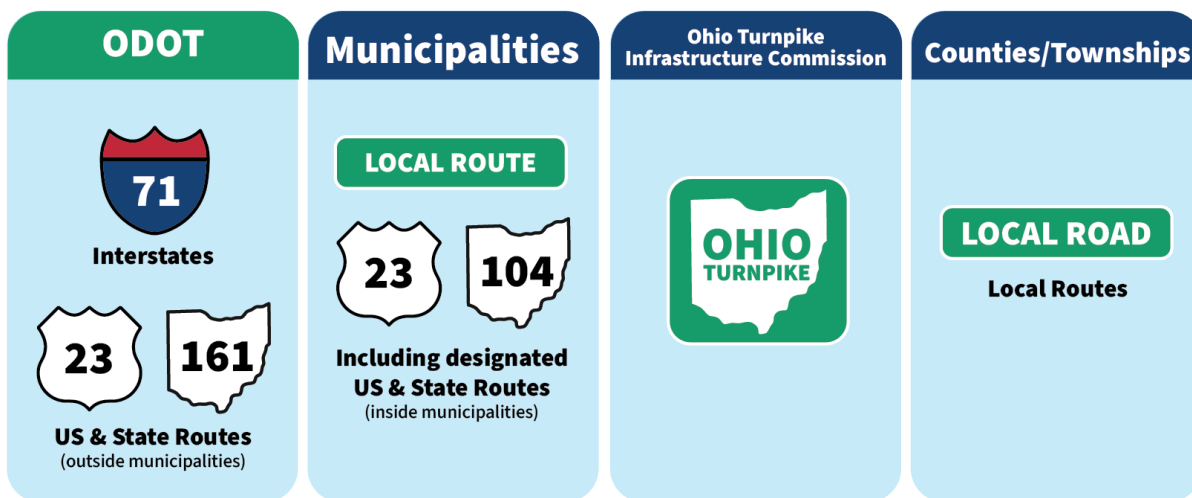 ODOT
71
Interstates
23
161
US & State Routes
(outside municipalities)
Municipalities
LOCAL ROUTE
23
104
Including designated
US & State Routes
(inside municipalities)
Ohio Turnpike
Infrastructure Commission
OHIO
TURNPIKE
Counties/Townships
LOCAL ROAD
Local Routes